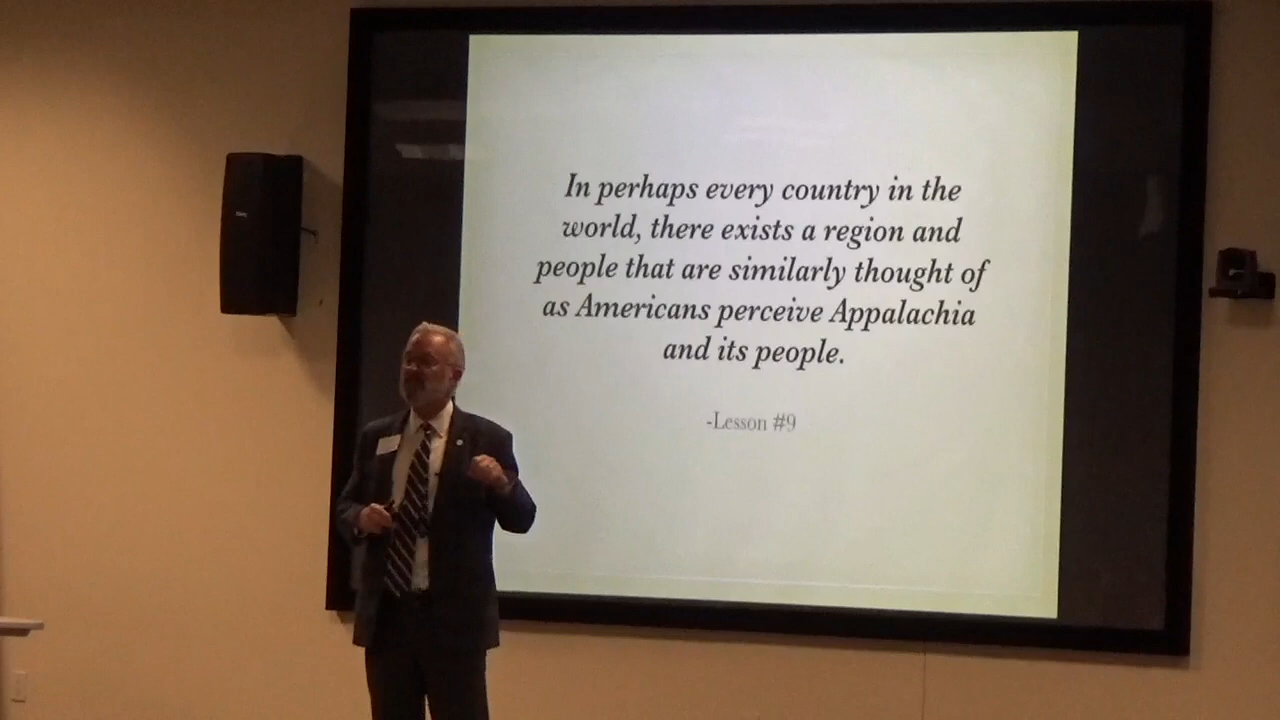 In perhaps every country in the
world, there exists a region and
people that are similarly thought of
as Americans perceive Appalachia
and its people.
-Lesson #9